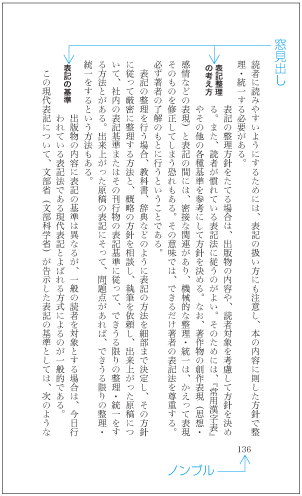 窓見出し
読者に読みやすいようにするためには、表記の扱い方にも注意し、本の内容に則した方針で整
理・統一する必要がある。
表記整理
の考え方
表記の整理方針をたてる場合は、出版物の内容や、読者対象を考慮して方針を決め
る。また、読者が慣れている表記法に従うのがよい。そのためには、『常用漢字表』
やその他の各種基準を参考にして方針を決める。なお、著作物の創作表現（思想・
感情などの表現）と表記の間には、密接な関連があり、機械的な整理・統一は、かえって表現
そのものを修正してしまう恐れもある。その意味では、できるだけ著者の表記法を尊重する。
必ず著者の了解のもとに行うということである。
表記の整理を行う場合、教科書、辞典などのように表記の方法を細部まで決定し、その方針
に従って厳密に整理する方法と、概略の方針を相談し、執筆を依頼し、出来上がった原稿につ
いて、社内の表記基準またはその刊行物の表記基準に従って、できうる限りの整理・統一をす
る方法とがある。出来上がった原稿の表記にそって、問題点があれば、できうる限りの整理・
統一をするという方法もある。
表記の基準
出版物の内容に表記の基準は異なるが、一般の読者を対象とする場合は、今日行
われている表記法である現代表記とよばれる方式によるのが一般的である。
この現代表記について、文部省（文部科学省）が告示した表記の基準としては、次のような
136
ノンブル